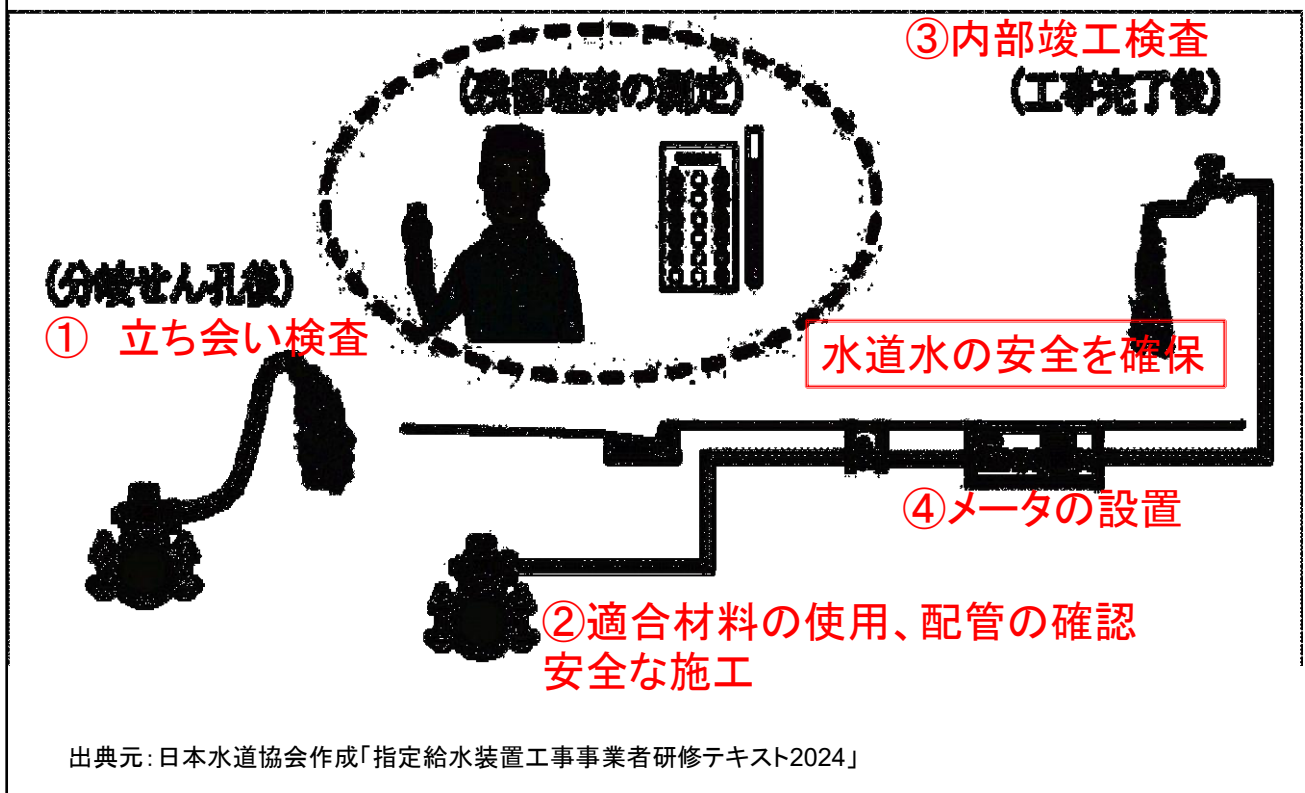 ③内部竣工検査
(残留塩素の測定)
(工事完了後)
(分岐せん孔後)
① 立ち会い検査
水道水の安全を確保
④メータの設置
②適合材料の使用、配管の確認
安全な施工
出典元:日本水道協会作成「指定給水装置工事事業者研修テキスト2024」